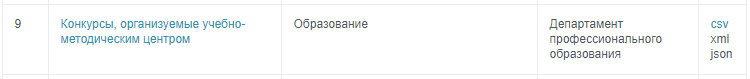 9 Конкурсы, организуемые учебно- Образование Департамент csv
методическим центром профессионального xml
образования json